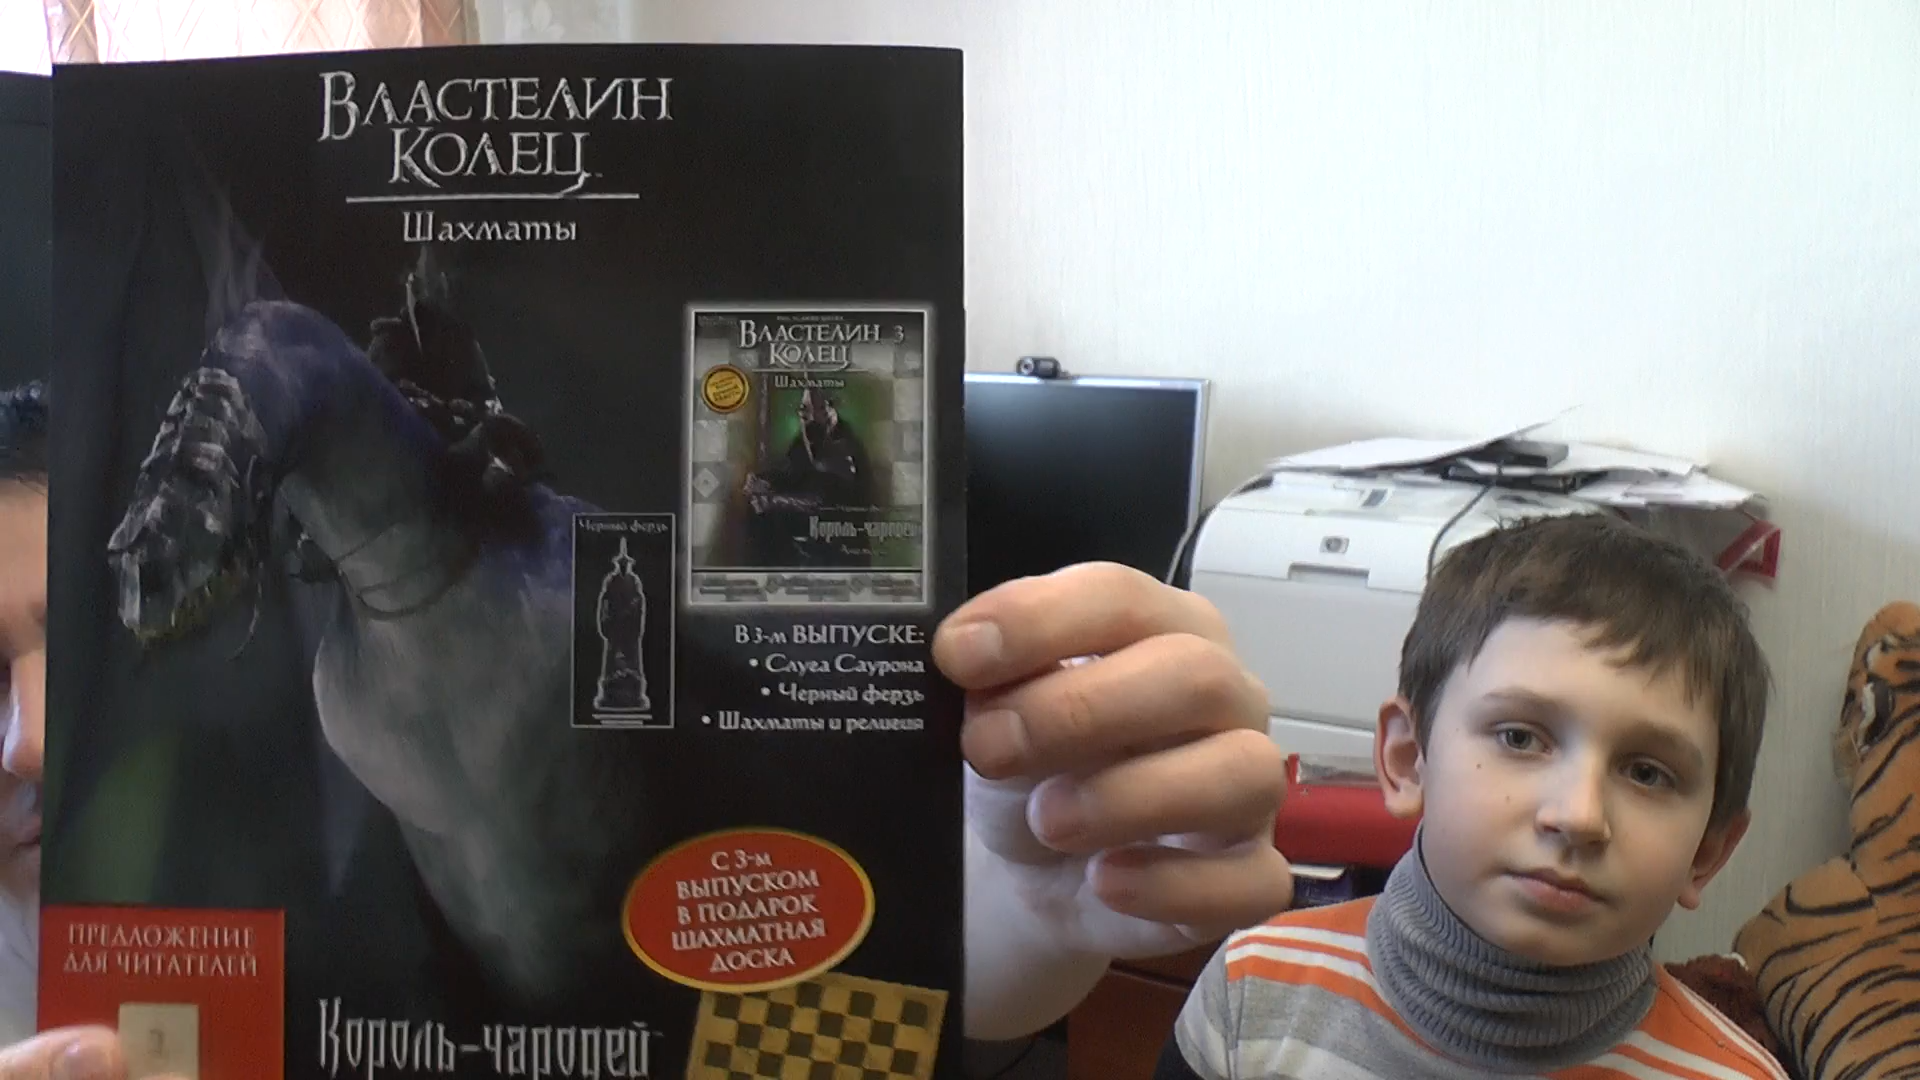 Властелин
Колец
Шахматы
Властелин 3
Колец
Шахматы
Король-чародей
Черный ферзь
В 3-м ВЫПУСКЕ:
• Слуга Саурона
• Черный ферзь
• Шахматы и религия
С 3-м
ВЫПУСКОМ
В ПОДАРОК
ШАХМАТНАЯ
ДОСКА
ПРЕДЛОЖЕНИЕ
ДЛЯ ЧИТАТЕЛЕЙ
Король-чародей
hp